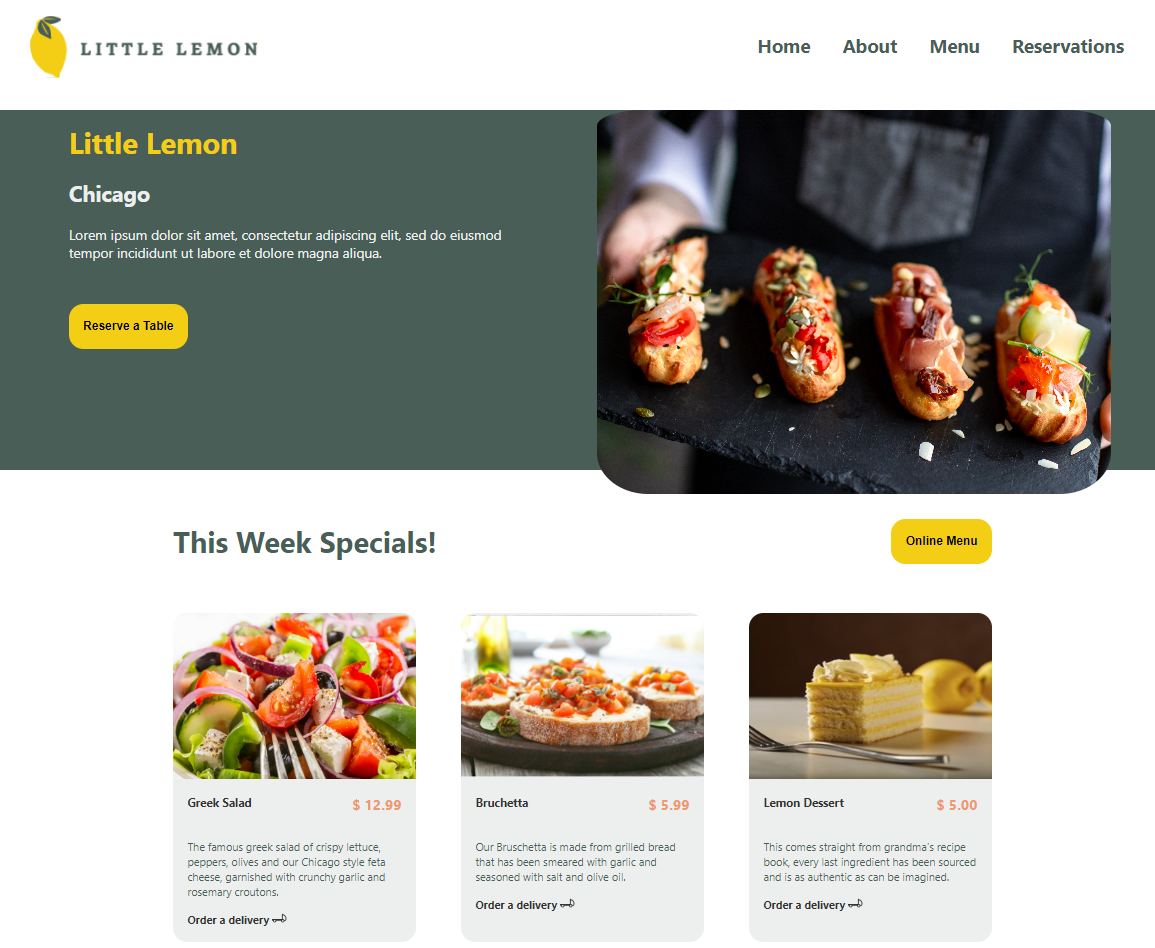 LITTLE LEMON
Home About Menu Reservations
Little Lemon
Chicago
Lorem ipsum dolor sit amet, consectetur adipiscing elit, sed do eiusmod
tempor incididunt ut labore et dolore magna aliqua.
Reserve a Table
This Week Specials!
Online Menu
Greek Salad $ 12.99
The famous greek salad of crispy lettuce,
peppers, olives and our Chicago style feta
cheese, garnished with crunchy garlic and
rosemary croutons.
Order a delivery
Bruchetta $ 5.99
Our Bruschetta is made from grilled bread
that has been smeared with garlic and
seasoned with salt and olive oil.
Order a delivery
Lemon Dessert $ 5.00
This comes straight from grandma's recipe
book, every last ingredient has been sourced
and is as authentic as can be imagined.
Order a delivery